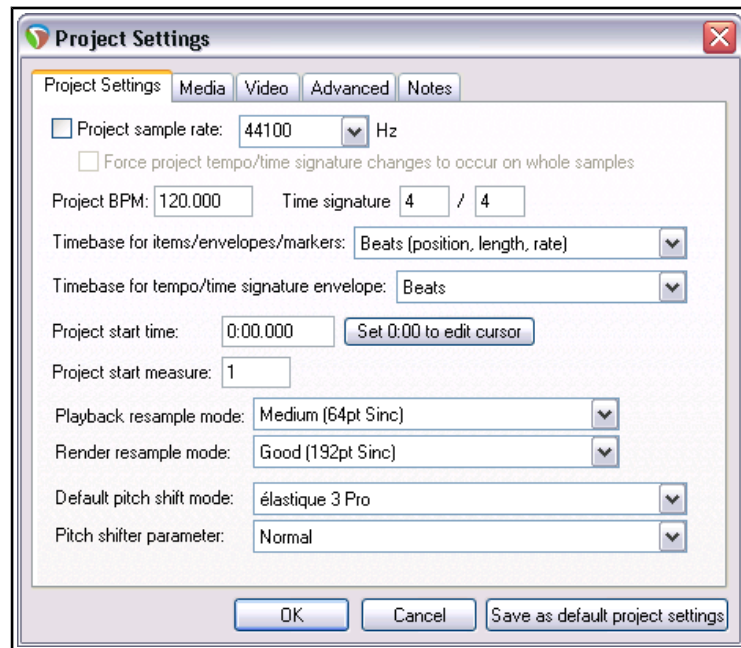 Project Settings
Project Settings Media Video Advanced Notes
Project sample rate: 44100 Hz
Force project tempo/time signature changes to occur on whole samples
Project BPM: 120.000 Time signature 4 / 4
Timebase for items/envelopes/markers: Beats (position, length, rate)
Timebase for tempo/time signature envelope: Beats
Project start time: 0:00.000 Set 0:00 to edit cursor
Project start measure: 1
Playback resample mode: Medium (64pt Sinc)
Render resample mode: Good (192pt Sinc)
Default pitch shift mode: élastique 3 Pro
Pitch shifter parameter: Normal
OK Cancel Save as default project settings